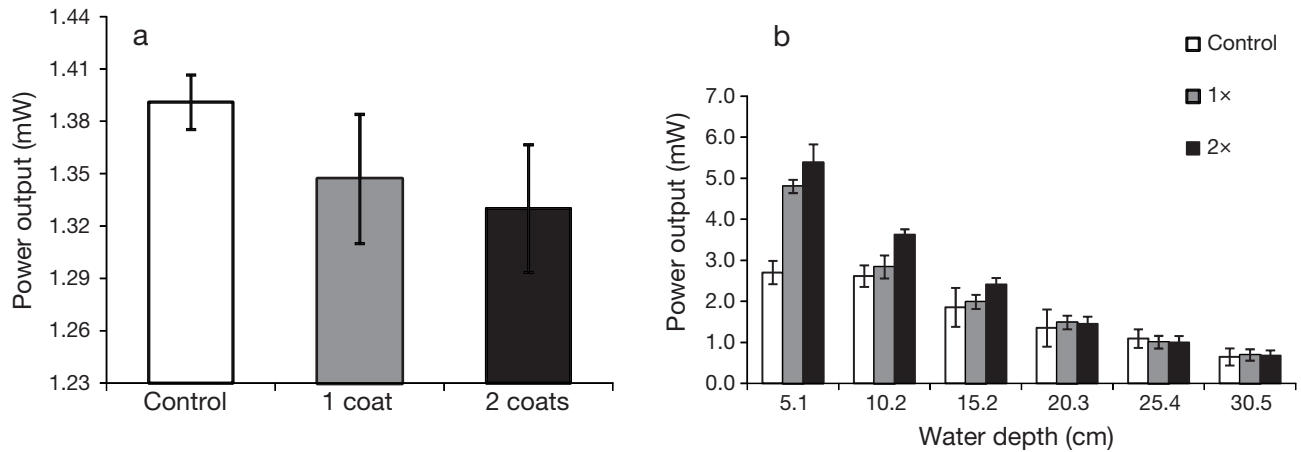 a
Power output (mW)
1.44
1.41
1.38
1.35
1.32
1.29
1.26
1.23
Control
1 coat
2 coats
b
Control
1×
2×
Power output (mW)
7.0
6.0
5.0
4.0
3.0
2.0
1.0
0.0
5.1
10.2
15.2
20.3
25.4
30.5
Water depth (cm)